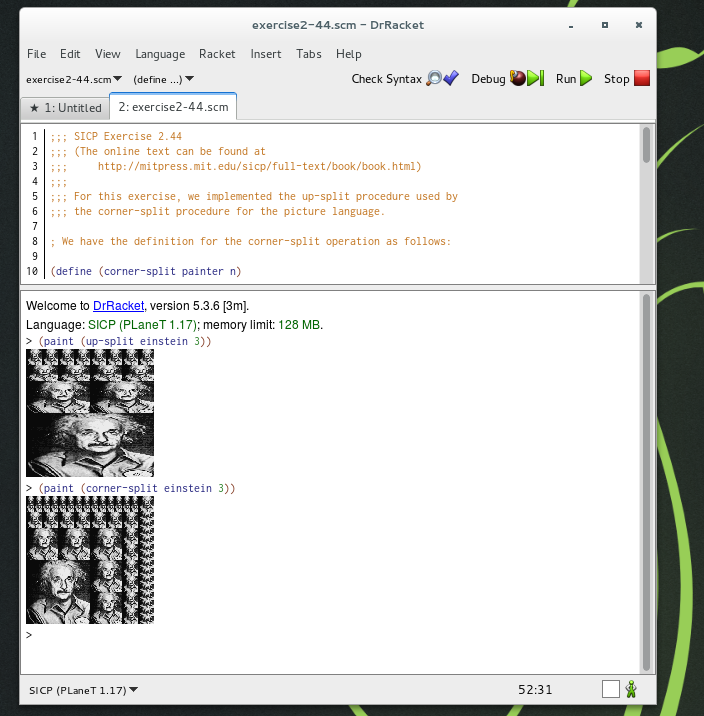 exercise2-44.scm - DrRacket
File Edit View Language Racket Insert Tabs Help
exercise2-44.scm (define ...) Check Syntax Debug Run Stop
★ 1: Untitled 2: exercise2-44.scm
1 ;;; SICP Exercise 2.44
2 ;;; (The online text can be found at
3 ;;;     http://mitpress.mit.edu/sicp/full-text/book/book.html)
4 ;;;
5 ;;; For this exercise, we implemented the up-split procedure used by
6 ;;; the corner-split procedure for the picture language.
7
8 ; We have the definition for the corner-split operation as follows:
9
10 (define (corner-split painter n)
Welcome to DrRacket, version 5.3.6 [3m].
Language: SICP (PLaneT 1.17); memory limit: 128 MB.
> (paint (up-split einstein 3))
> (paint (corner-split einstein 3))
>
SICP (PLaneT 1.17) 52:31